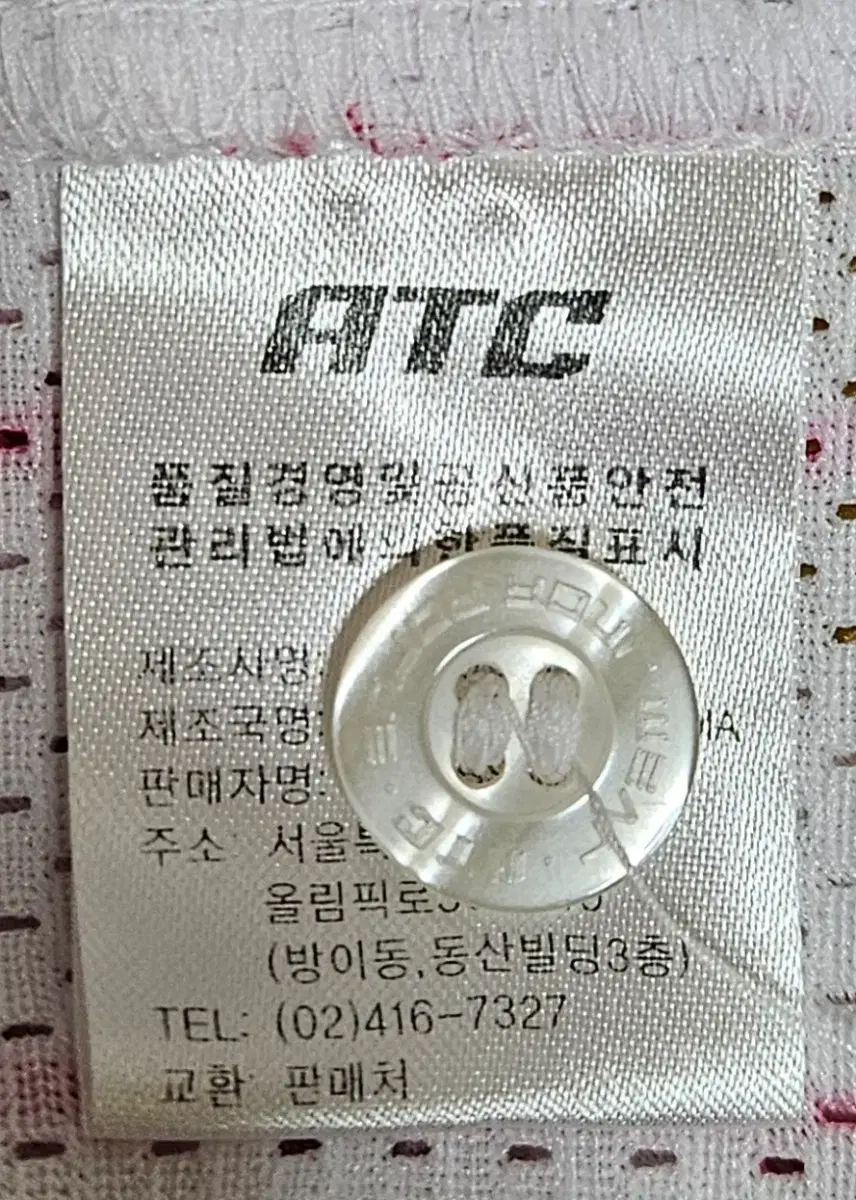 ATC
품질경영및공산품안전
관리법에의한품질표시
제조사명:
제조국명:
판매자명:
주소: 서울
올림픽로
(방이동,동산빌딩3층)
TEL: (02)416-7327
교환: 판매처